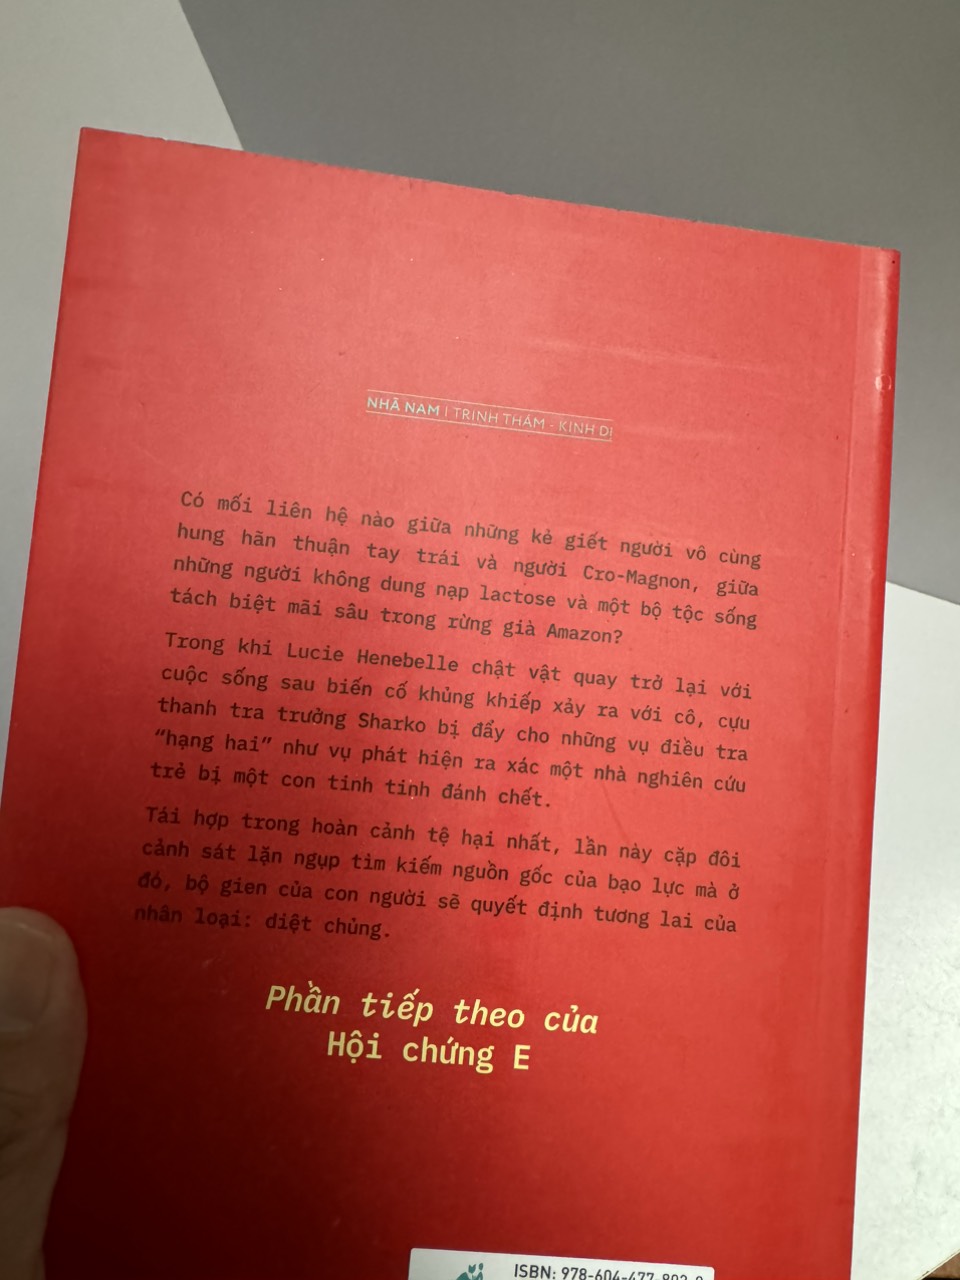 NHÃ NAM | TRINH THÁM - KINH DỊ
Có mối liên hệ nào giữa những kẻ giết người vô cùng
hung hãn thuận tay trái và người Cro-Magnon, giữa
những người không dung nạp lactose và một bộ tộc sống
tách biệt mãi sâu trong rừng già Amazon?
Trong khi Lucie Henebelle chật vật quay trở lại với
cuộc sống sau biến cố khủng khiếp xảy ra với cô, cựu
thanh tra trưởng Sharko bị đẩy cho những vụ điều tra
“hạng hai” như vụ phát hiện ra xác một nhà nghiên cứu
trẻ bị một con tinh tinh đánh chết.
Tái hợp trong hoàn cảnh tệ hại nhất, lần này cặp đôi
cảnh sát lặn ngụp tìm kiếm nguồn gốc của bạo lực mà ở
đó, bộ gien của con người sẽ quyết định tương lai của
nhân loại: diệt chủng.
Phần tiếp theo của
Hội chứng E
ISBN: 978-604-477-